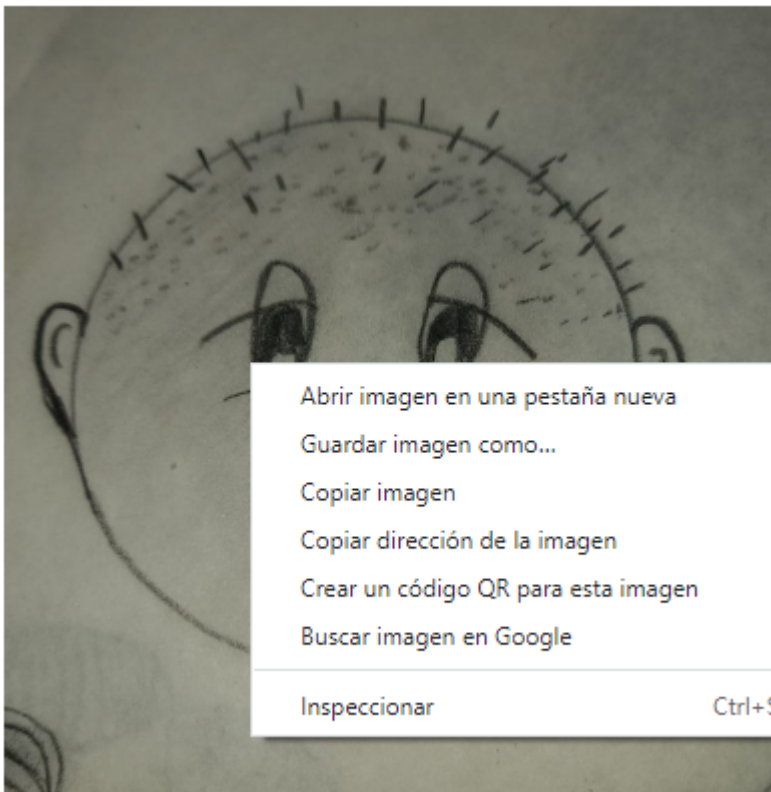 Abrir imagen en una pestaña nueva
Guardar imagen como...
Copiar imagen
Copiar dirección de la imagen
Crear un código QR para esta imagen
Buscar imagen en Google
Inspeccionar Ctrl+S